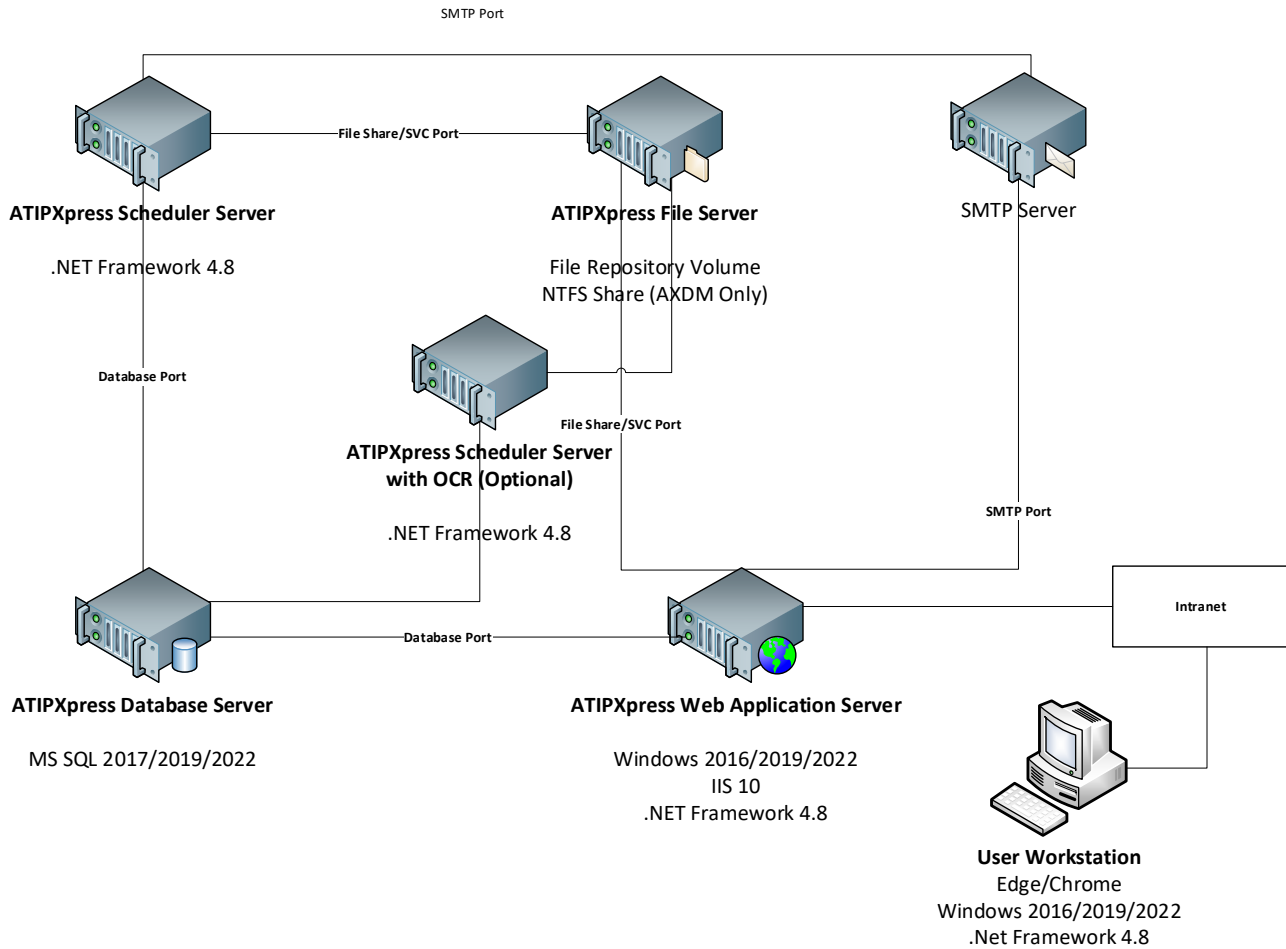 SMTP Port
File Share/SVC Port
ATIPXpress Scheduler Server
.NET Framework 4.8
ATIPXpress File Server
File Repository Volume
NTFS Share (AXDM Only)
SMTP Server
Database Port
ATIPXpress Scheduler Server
with OCR (Optional)
.NET Framework 4.8
File Share/SVC Port
SMTP Port
Intranet
Database Port
ATIPXpress Database Server
MS SQL 2017/2019/2022
ATIPXpress Web Application Server
Windows 2016/2019/2022
IIS 10
.NET Framework 4.8
User Workstation
Edge/Chrome
Windows 2016/2019/2022
.Net Framework 4.8